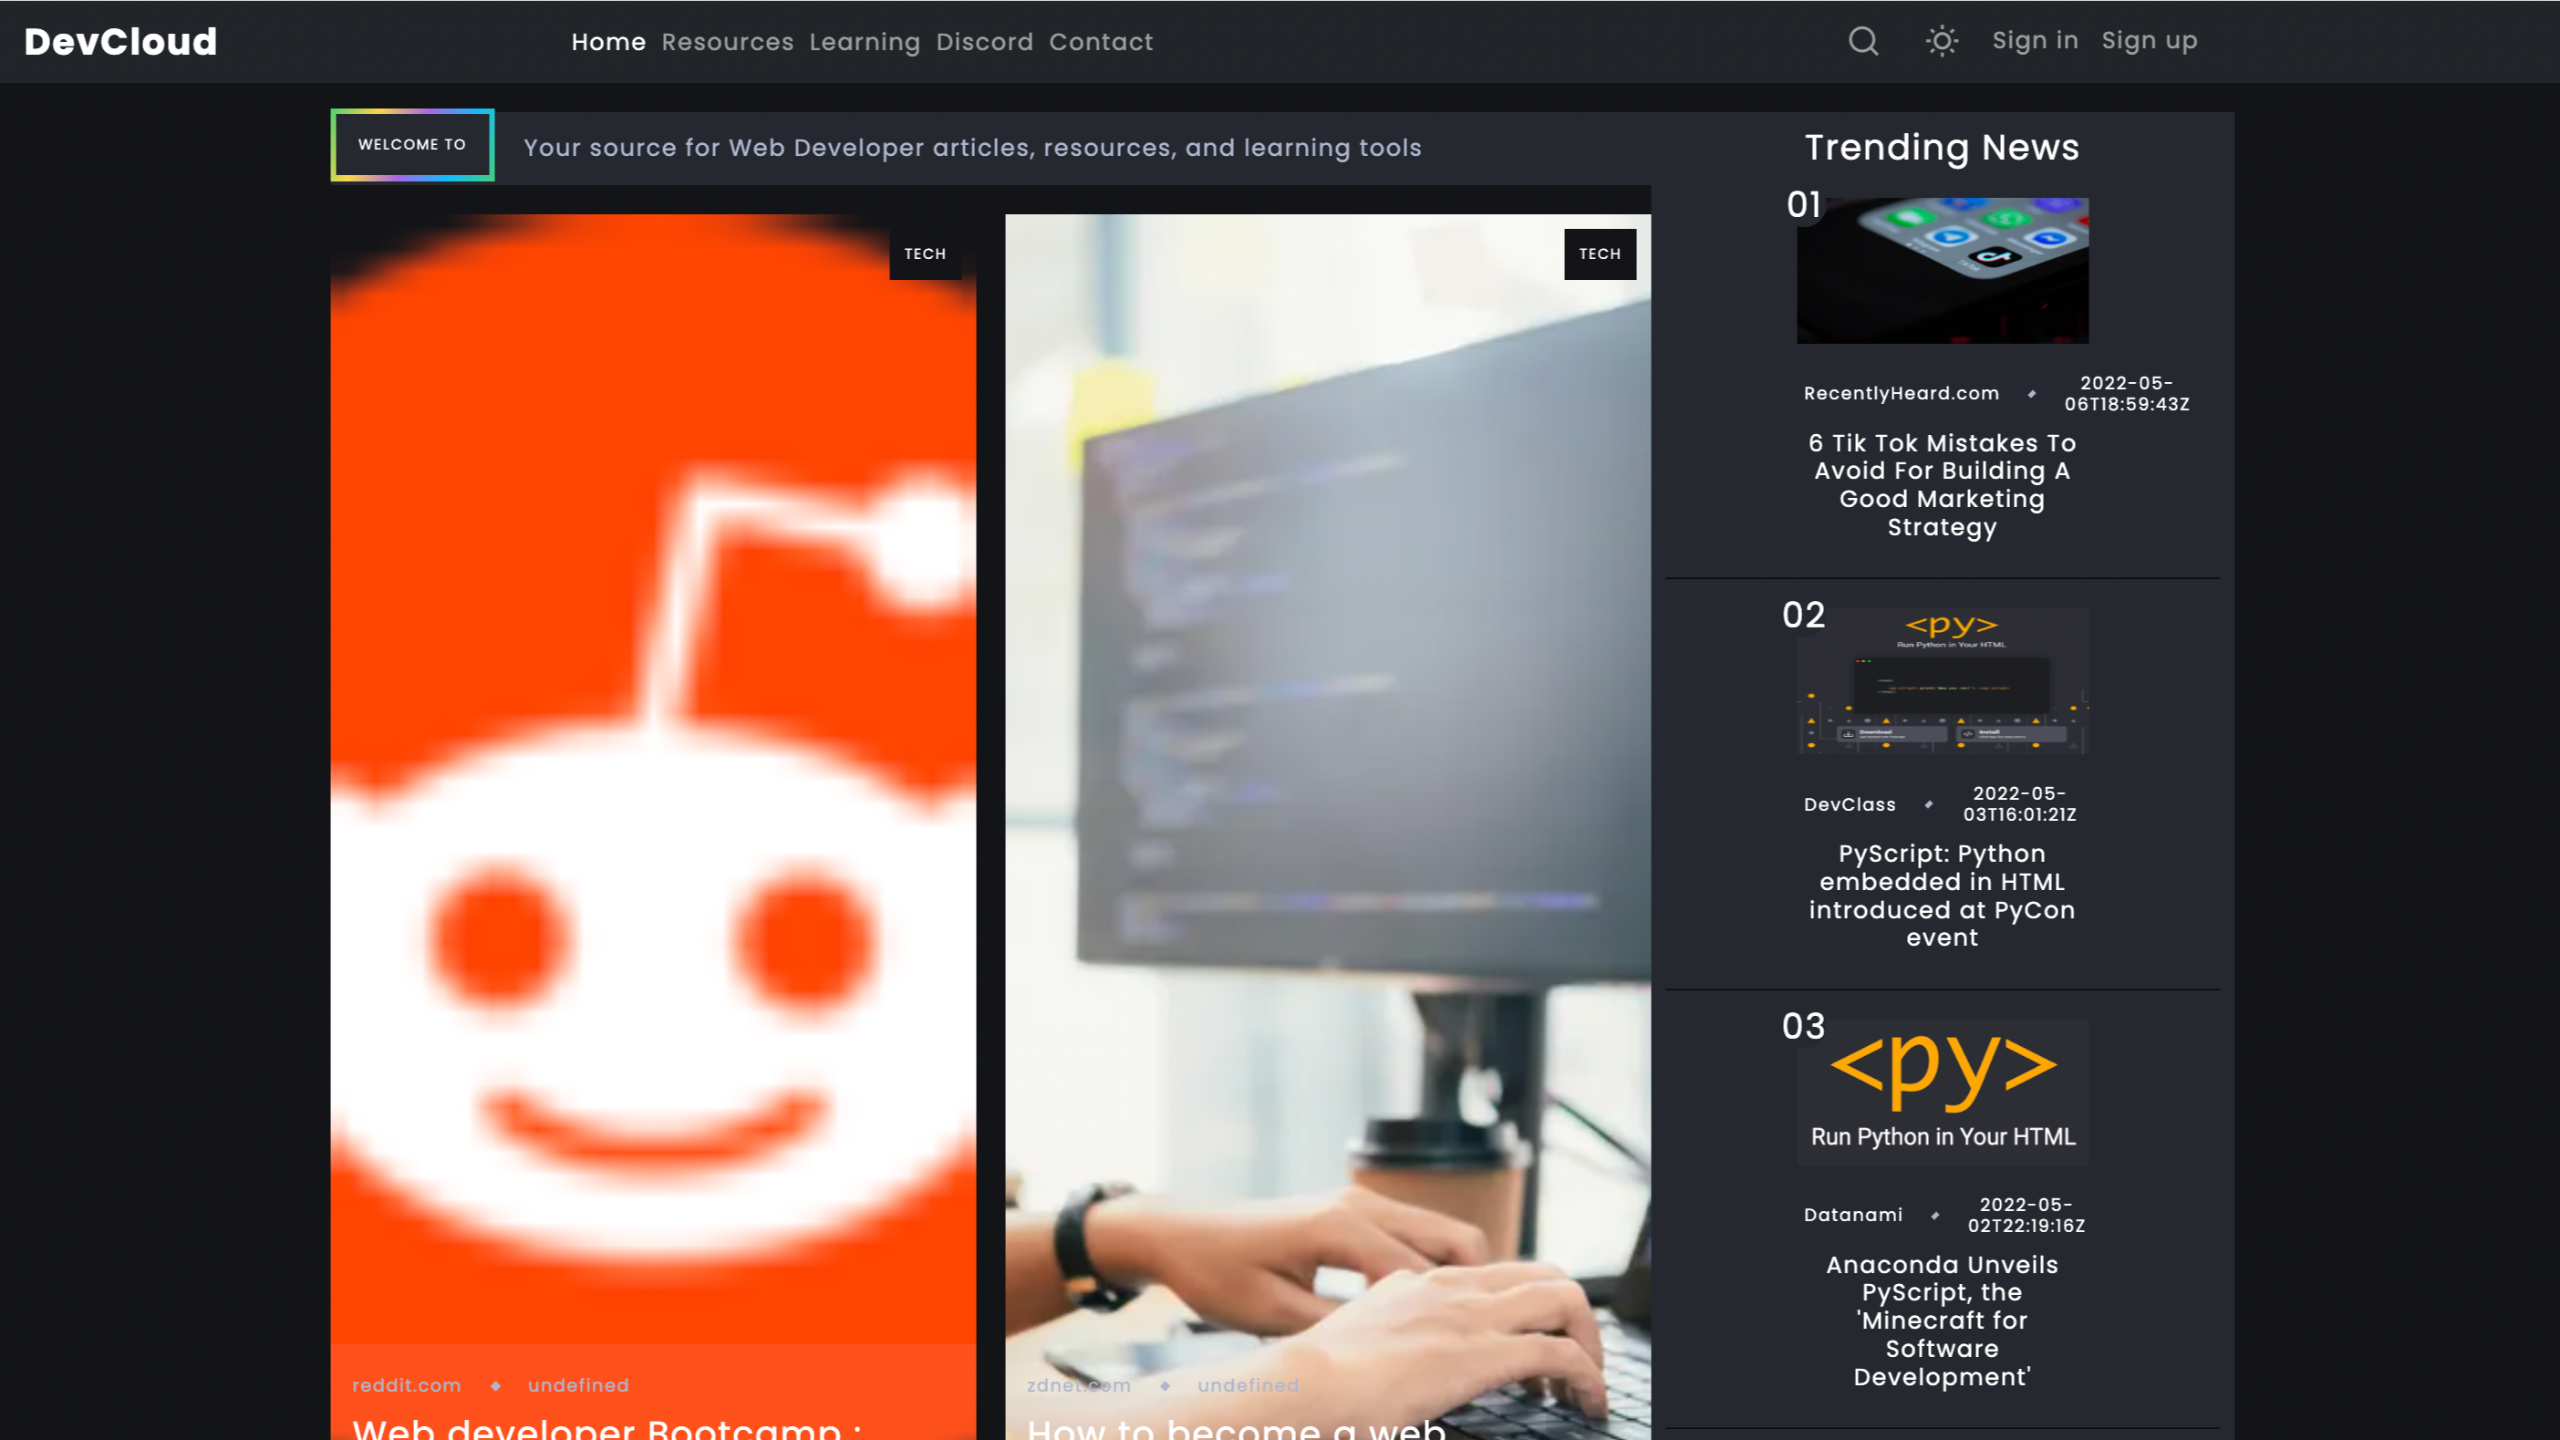 DevCloud
Home Resources Learning Discord Contact
Sign in Sign up
WELCOME TO
Your source for Web Developer articles, resources, and learning tools
TECH
reddit.com ◆ undefined
Web developer Bootcamp :
TECH
zdnet.com ◆ undefined
How to become a web
Trending News
01
RecentlyHeard.com
2022-05-
06T18:59:43Z
6 Tik Tok Mistakes To
Avoid For Building A
Good Marketing
Strategy
02
<py>
Run Python in Your HTML
Download
Install
DevClass
2022-05-
03T16:01:21Z
PyScript: Python
embedded in HTML
introduced at PyCon
event
03
<py>
Run Python in Your HTML
Datanami
2022-05-
02T22:19:16Z
Anaconda Unveils
PyScript, the
'Minecraft for
Software
Development'